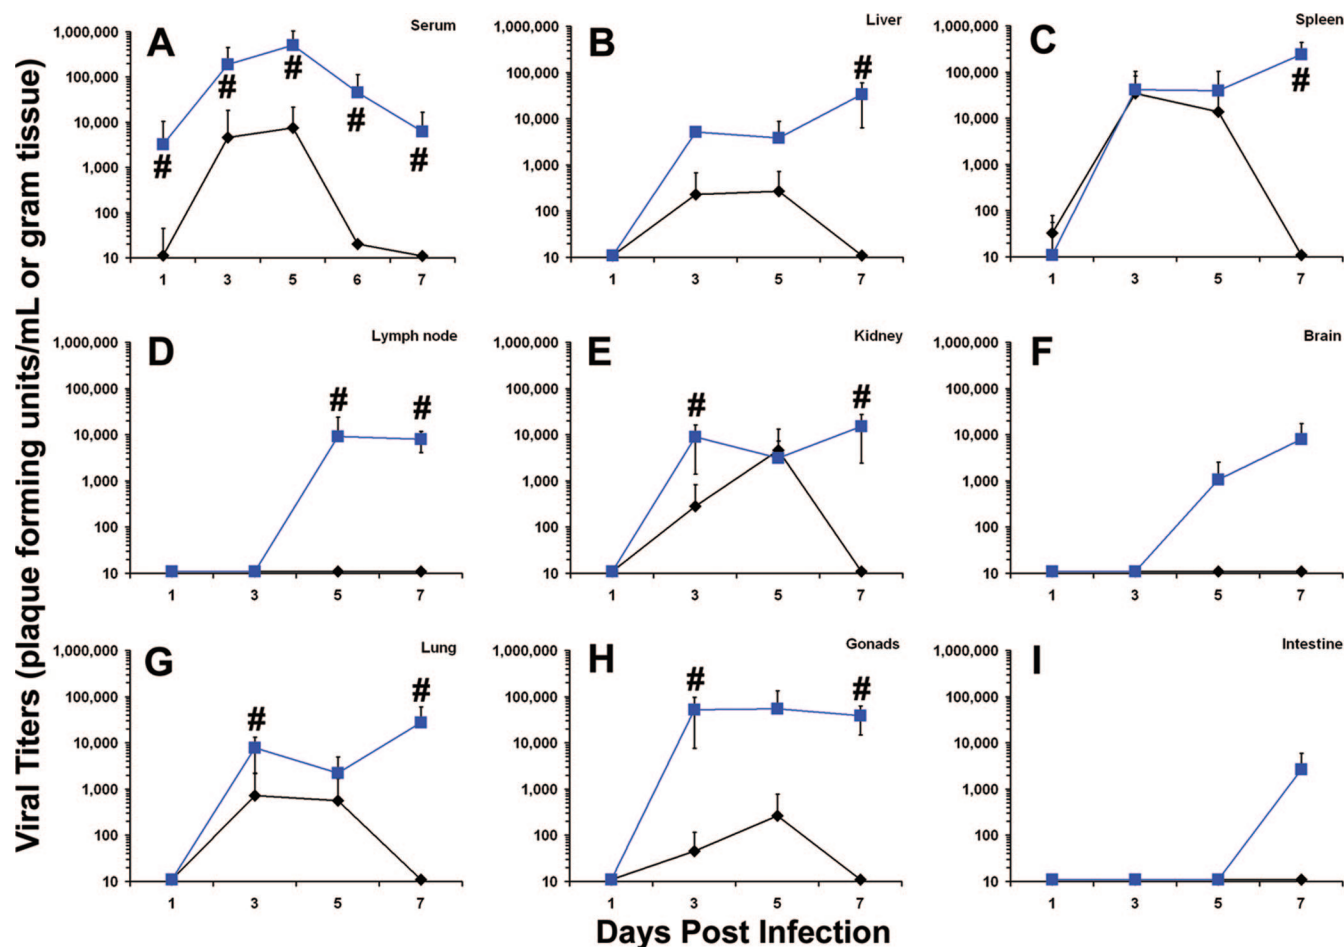 Viral Titers (plaque forming units/mL or gram tissue)
A Serum
1,000,000
100,000
10,000
1,000
100
10
# # # # #
1 3 5 6 7
B Liver
1,000,000
100,000
10,000
1,000
100
10
#
1 3 5 7
C Spleen
1,000,000
100,000
10,000
1,000
100
10
#
1 3 5 7
D Lymph node
1,000,000
100,000
10,000
1,000
100
10
# #
1 3 5 7
E Kidney
1,000,000
100,000
10,000
1,000
100
10
# #
1 3 5 7
F Brain
1,000,000
100,000
10,000
1,000
100
10
1 3 5 7
G Lung
1,000,000
100,000
10,000
1,000
100
10
# #
1 3 5 7
H Gonads
1,000,000
100,000
10,000
1,000
100
10
# #
1 3 5 7
I Intestine
1,000,000
100,000
10,000
1,000
100
10
1 3 5 7
Days Post Infection